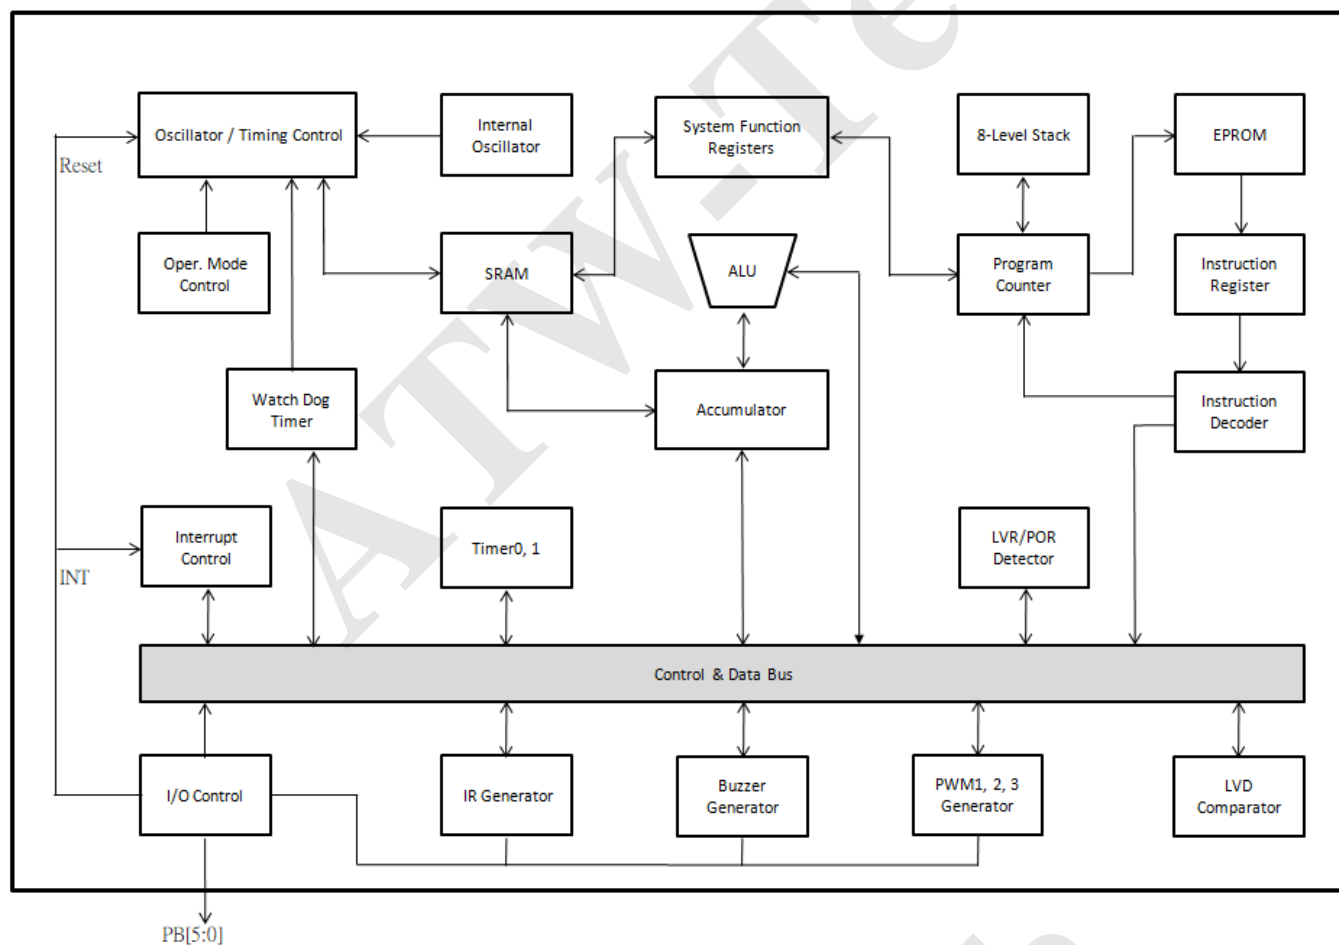 Oscillator / Timing Control
Internal
Oscillator
System Function
Registers
8-Level Stack
EPROM
Reset
Oper. Mode
Control
SRAM
ALU
Program
Counter
Instruction
Register
Watch Dog
Timer
Accumulator
Instruction
Decoder
Interrupt
Control
Timer0, 1
LVR/POR
Detector
INT
Control & Data Bus
I/O Control
IR Generator
Buzzer
Generator
PWM1, 2, 3
Generator
LVD
Comparator
PB[5:0]
ATW-Te